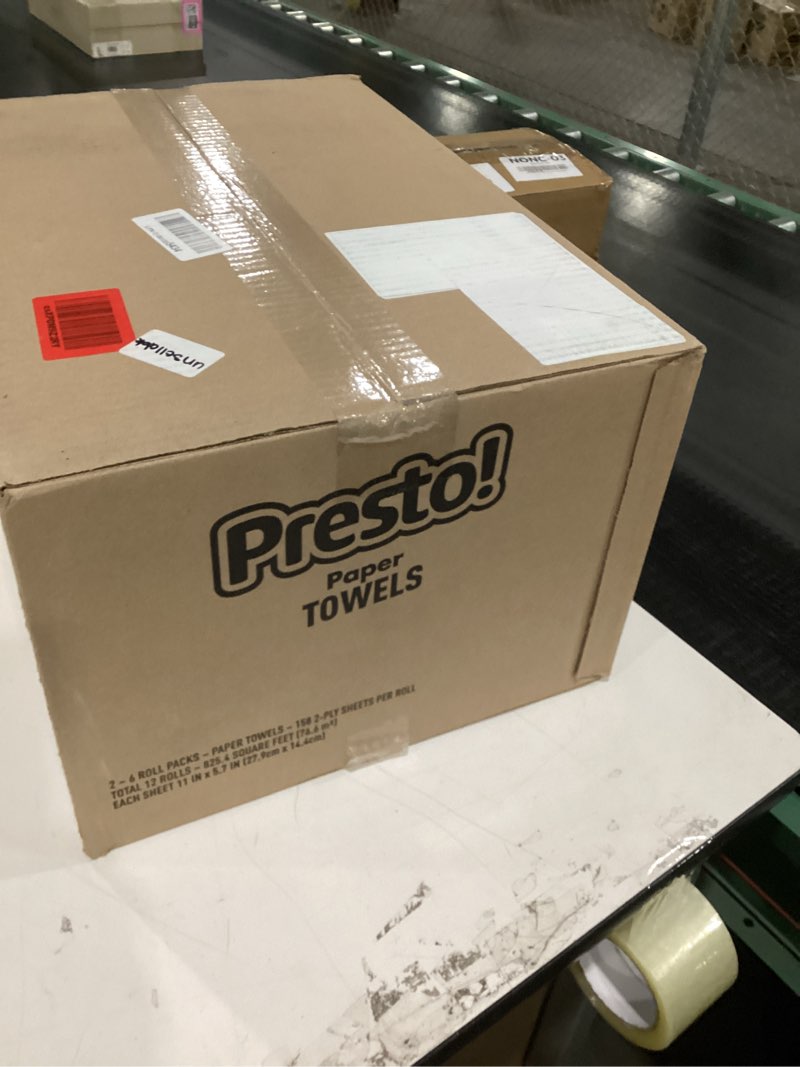 NONC-03
unsellable
Presto!
Paper
TOWELS
2 – 6 ROLL PACKS – PAPER TOWELS – 158 2-PLY SHEETS PER ROLL
TOTAL 12 ROLLS – 825.4 SQUARE FEET (76.6 m²)
EACH SHEET 11 IN x 5.7 IN (27.9cm x 14.4cm)